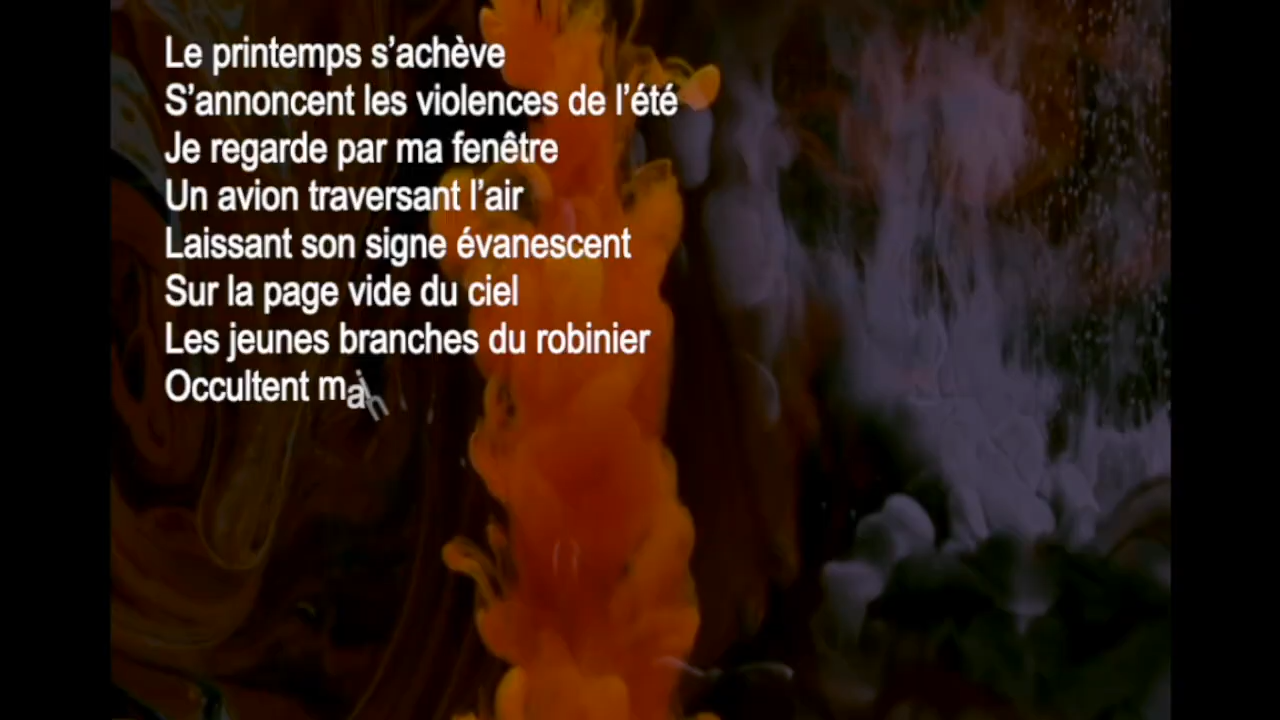 Le printemps s’achève
S’annoncent les violences de l’été
Je regarde par ma fenêtre
Un avion traversant l’air
Laissant son signe évanescent
Sur la page vide du ciel
Les jeunes branches du robinier
Occultent